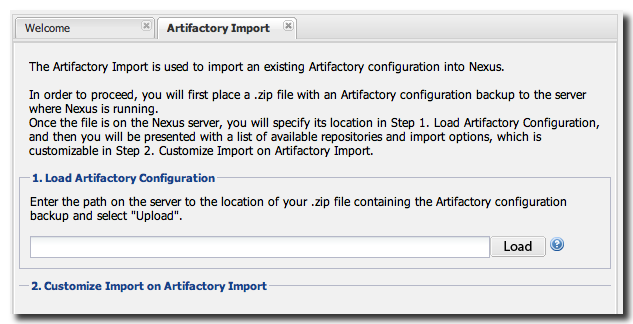 Welcome
Artifactory Import
The Artifactory Import is used to import an existing Artifactory configuration into Nexus.
In order to proceed, you will first place a .zip file with an Artifactory configuration backup to the server
where Nexus is running.
Once the file is on the Nexus server, you will specify its location in Step 1. Load Artifactory Configuration,
and then you will be presented with a list of available repositories and import options, which is
customizable in Step 2. Customize Import on Artifactory Import.
1. Load Artifactory Configuration
Enter the path on the server to the location of your .zip file containing the Artifactory configuration
backup and select "Upload".
Load
2. Customize Import on Artifactory Import